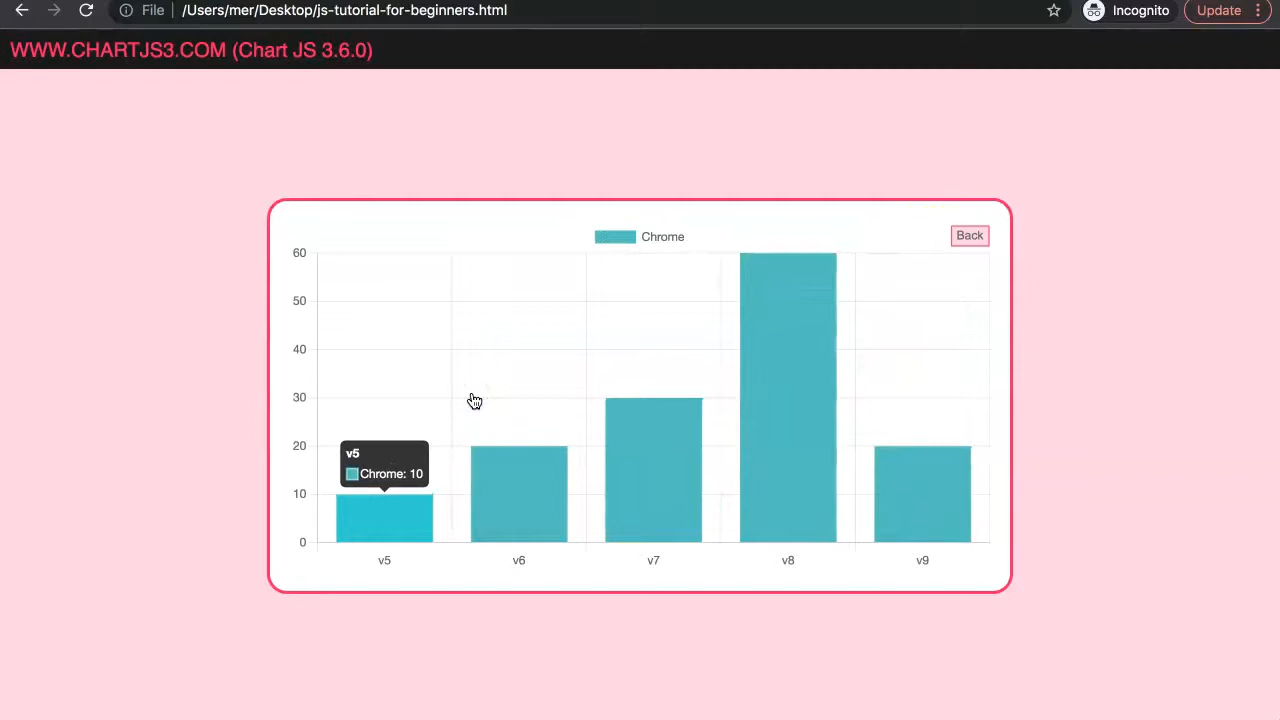 File /Users/mer/Desktop/js-tutorial-for-beginners.html
Incognito
Update
WWW.CHARTJS3.COM (Chart JS 3.6.0)
Chrome
Back
60
50
40
30
20
10
0
v5
Chrome: 10
v5 v6 v7 v8 v9